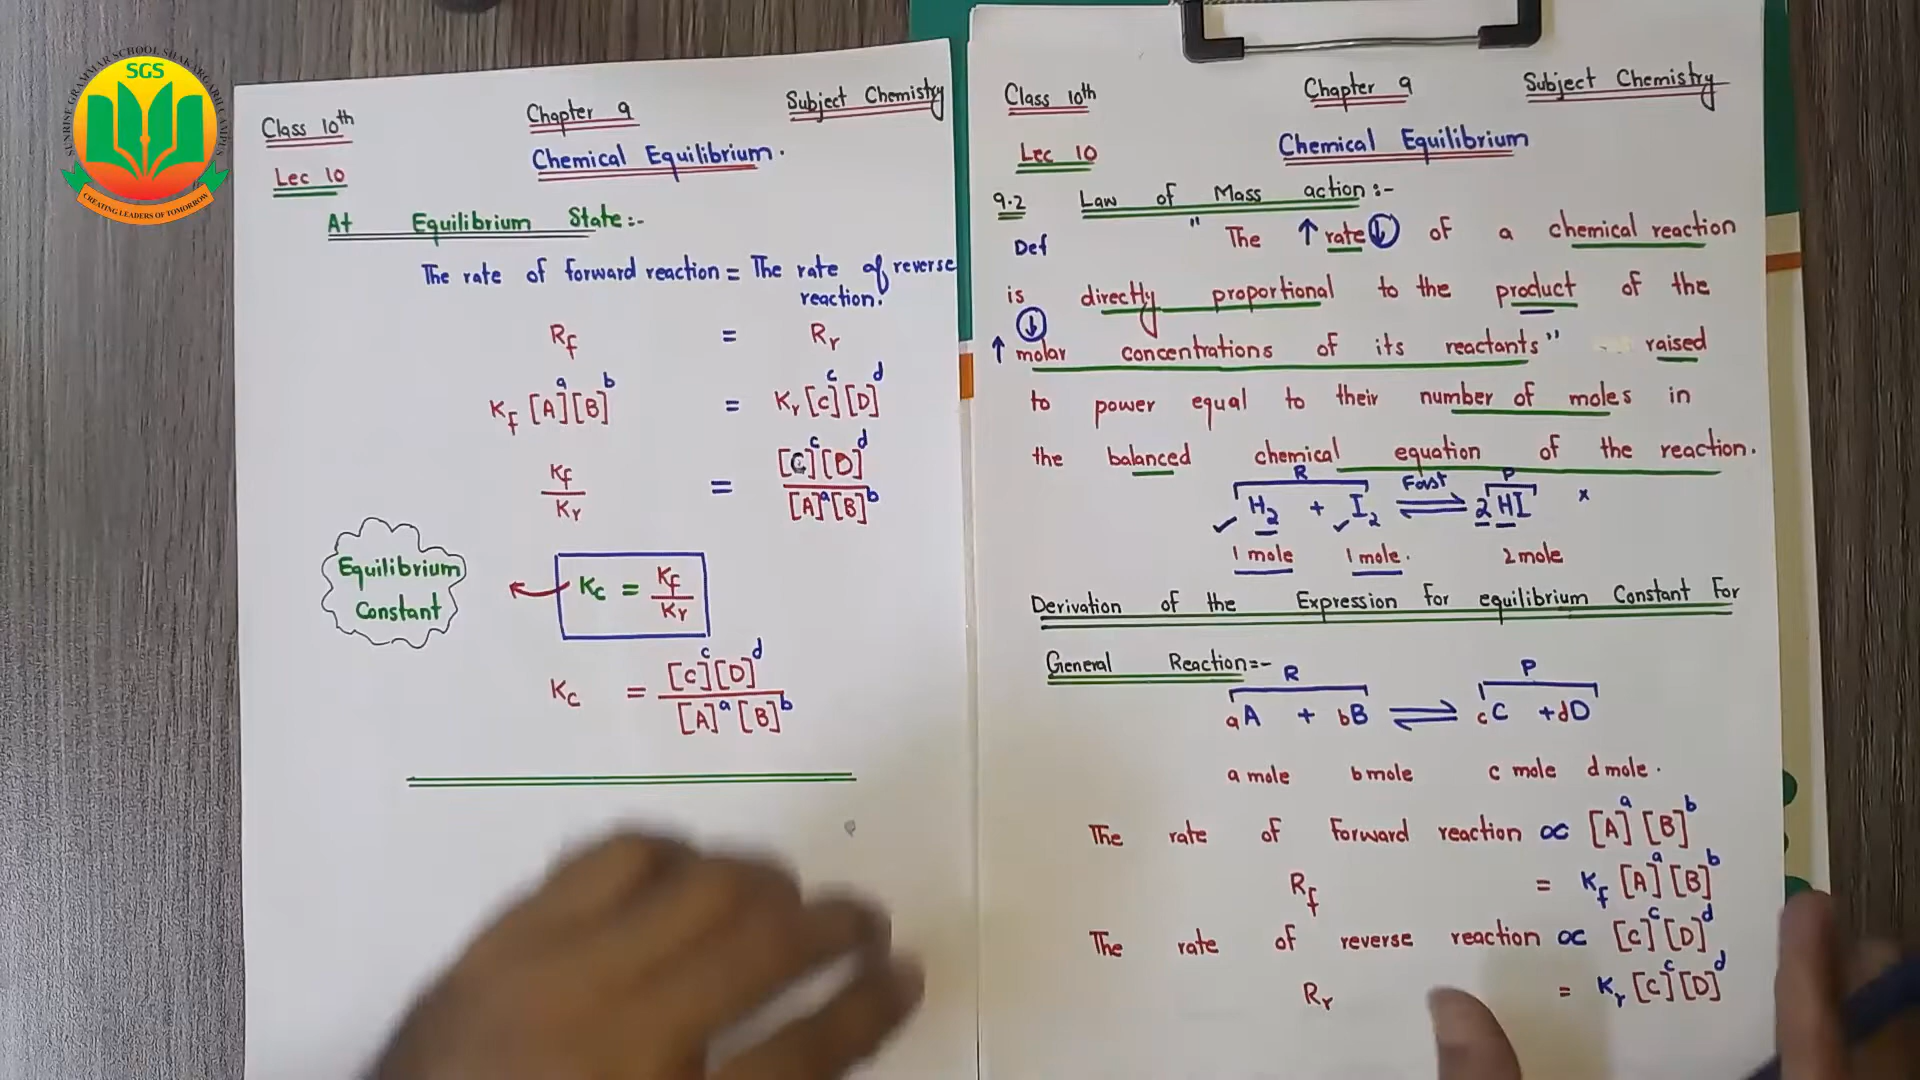 SUNRISE GRAMMAR SCHOOL SHAKARGARH CAMPUS
SGS
CREATING LEADERS OF TOMORROW
Class 10th Chapter 9 Subject Chemistry
Lec 10 Chemical Equilibrium.
At Equilibrium State:-
The rate of forward reaction = The rate of reverse
reaction.
Rf = Rr
Kf [A]^a [B]^b = Kr [C]^c [D]^d
Kf/Kr = [C]^c [D]^d / [A]^a [B]^b
Equilibrium
Constant
Kc = Kf/Kr
Kc = [C]^c [D]^d / [A]^a [B]^b
Class 10th Chapter 9 Subject Chemistry
Lec 10 Chemical Equilibrium
9.2 Law of Mass action:-
Def " The ↑ rate ↓ of a chemical reaction
is directly proportional to the product of the
↓
↑ molar concentrations of its reactants" raised
to power equal to their number of moles in
the balanced chemical equation of the reaction.
R Fast P
✓ H2 + ✓ I2 ⇌ 2HI x
1 mole 1 mole. 2 mole
Derivation of the Expression For equilibrium Constant For
General Reaction:-
R P
aA + bB ⇌ cC + dD
a mole b mole c mole d mole.
The rate of Forward reaction ∝ [A]^a [B]^b
Rf = Kf [A]^a [B]^b
The rate of reverse reaction ∝ [C]^c [D]^d
Rr = Kr [C]^c [D]^d